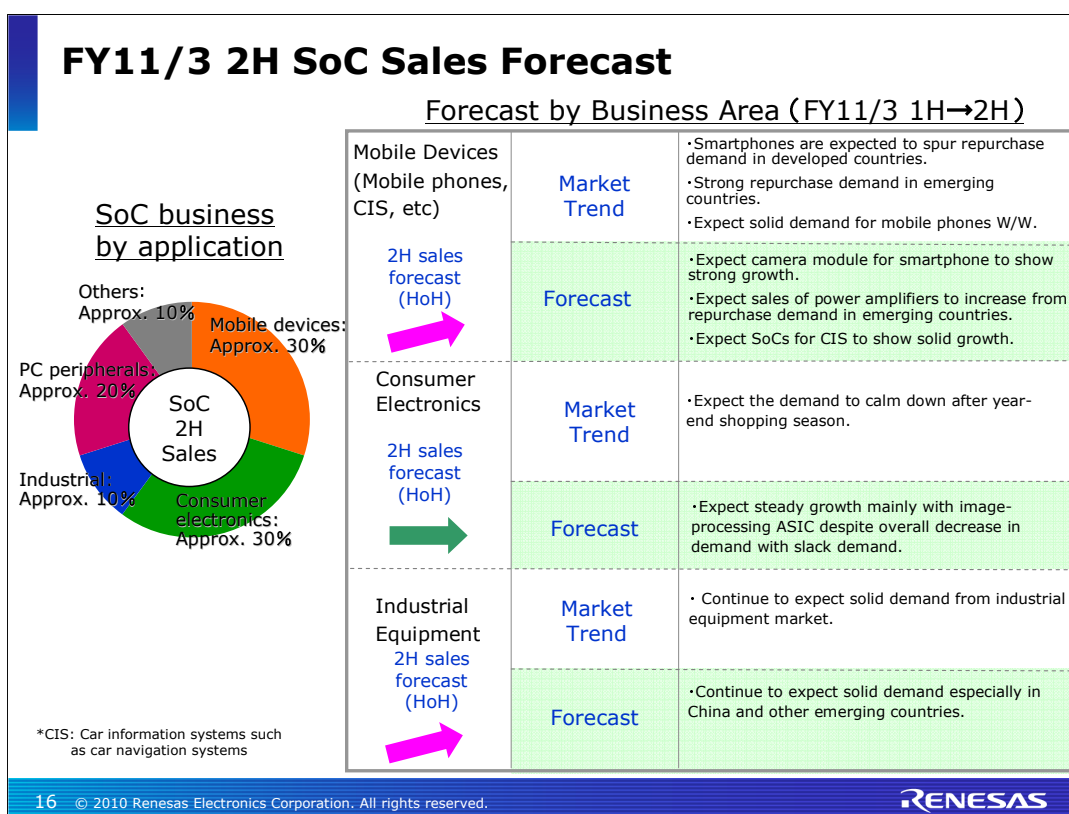 FY11/3 2H SoC Sales Forecast
Forecast by Business Area (FY11/3 1H→2H)
SoC business
by application
Others:
Approx. 10%
Mobile devices:
Approx. 30%
PC peripherals:
Approx. 20%
SoC
2H
Sales
Industrial:
Approx. 10%
Consumer
electronics:
Approx. 30%
*CIS: Car information systems such
as car navigation systems
Mobile Devices
(Mobile phones,
CIS, etc)
2H sales
forecast
(HoH)
Market
Trend
・Smartphones are expected to spur repurchase
demand in developed countries.
・Strong repurchase demand in emerging
countries.
・Expect solid demand for mobile phones W/W.
Forecast
・Expect camera module for smartphone to show
strong growth.
・Expect sales of power amplifiers to increase from
repurchase demand in emerging countries.
・Expect SoCs for CIS to show solid growth.
Consumer
Electronics
2H sales
forecast
(HoH)
Market
Trend
・Expect the demand to calm down after year-
end shopping season.
Forecast
・Expect steady growth mainly with image-
processing ASIC despite overall decrease in
demand with slack demand.
Industrial
Equipment
2H sales
forecast
(HoH)
Market
Trend
・ Continue to expect solid demand from industrial
equipment market.
Forecast
・Continue to expect solid demand especially in
China and other emerging countries.
16 © 2010 Renesas Electronics Corporation. All rights reserved.
RENESAS